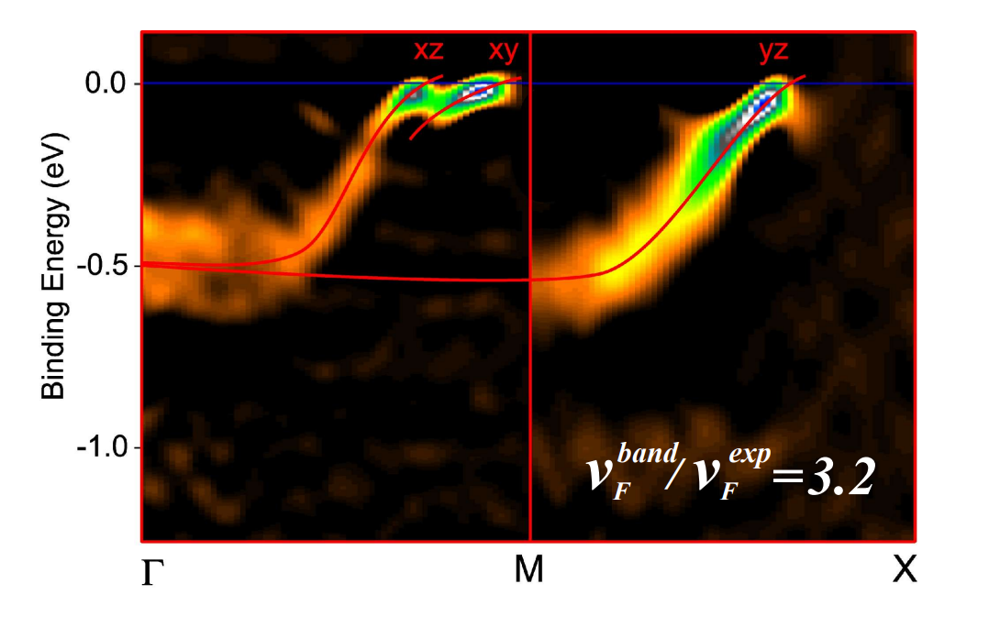 xz xy yz
0.0
-0.5
-1.0
Binding Energy (eV)
v_F^band/v_F^exp=3.2
Γ M X